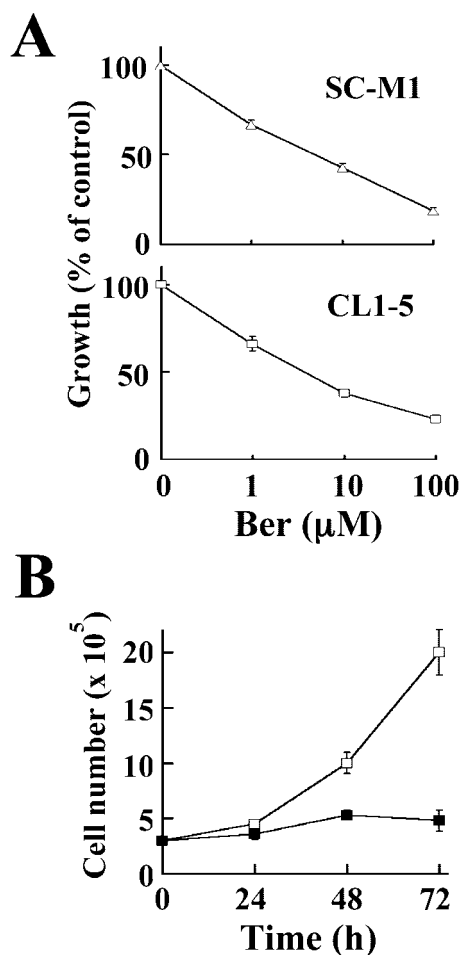 A
100
SC-M1
50
0
Growth (% of control)
100
CL1-5
50
0
0 1 10 100
Ber (μM)
B
Cell number (x 10⁵)
20
15
10
5
0
0 24 48 72
Time (h)